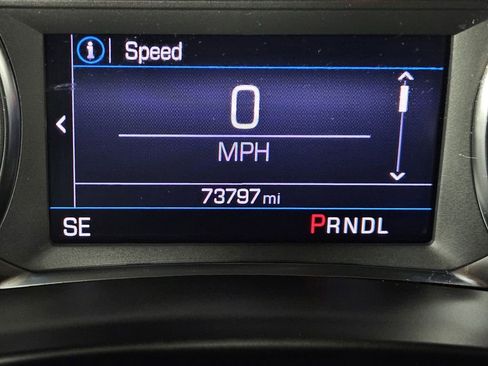 i Speed
0
MPH
73797 mi
SE PRNDL